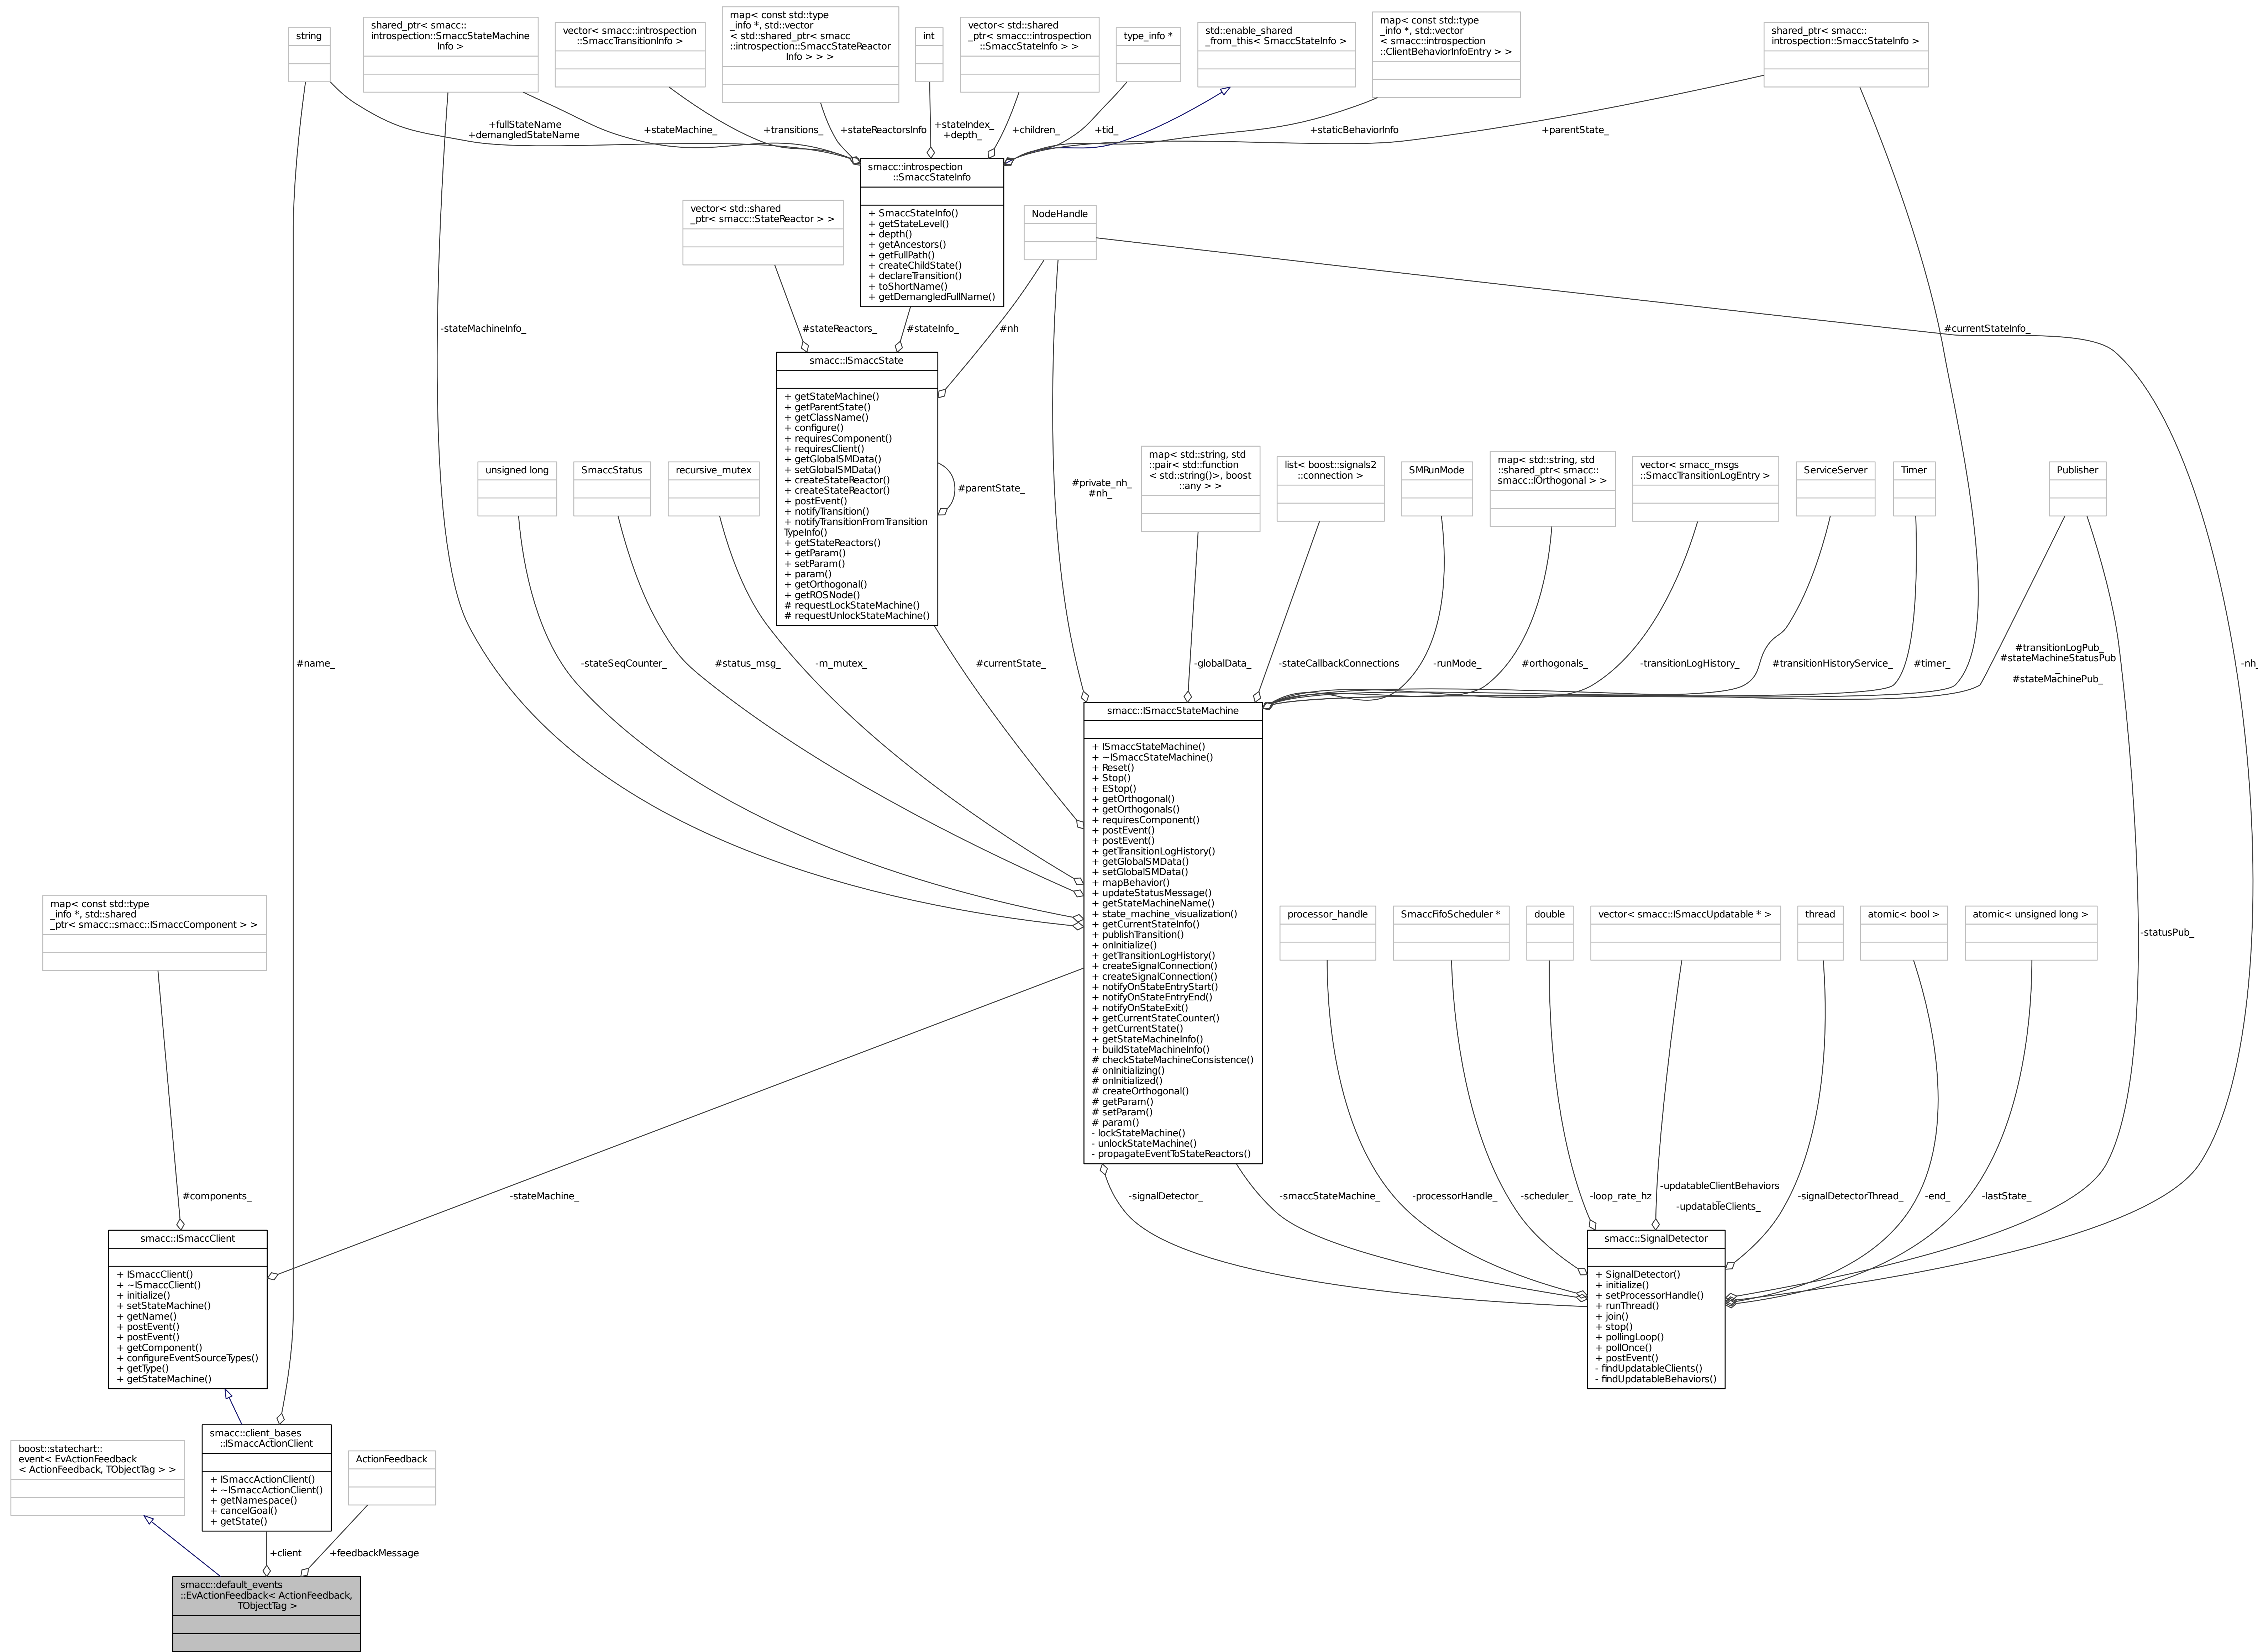 string
shared_ptr< smacc::
introspection::SmaccStateMachine
Info >
vector< smacc::introspection
::SmaccTransitionInfo >
map< const std::type
_info *, std::vector
< std::shared_ptr< smacc
::introspection::SmaccStateReactor
Info > > >
int
vector< std::shared
_ptr< smacc::introspection
::SmaccStateInfo > >
type_info *
std::enable_shared
_from_this< SmaccStateInfo >
map< const std::type
_info *, std::vector
< smacc::introspection
::ClientBehaviorInfoEntry > >
shared_ptr< smacc::
introspection::SmaccStateInfo >
+fullStateName
+demangledStateName
+stateMachine_
+transitions_
+stateReactorsInfo
+stateIndex_
+depth_
+children_
+tid_
+staticBehaviorInfo
+parentState_
smacc::introspection
::SmaccStateInfo
+ SmaccStateInfo()
+ getStateLevel()
+ depth()
+ getAncestors()
+ getFullPath()
+ createChildState()
+ declareTransition()
+ toShortName()
+ getDemangledFullName()
vector< std::shared
_ptr< smacc::StateReactor > >
NodeHandle
-stateMachineInfo_
#stateReactors_
#stateInfo_
#nh
#currentStateInfo_
smacc::ISmaccState
+ getStateMachine()
+ getParentState()
+ getClassName()
+ configure()
+ requiresComponent()
+ requiresClient()
+ getGlobalSMData()
+ setGlobalSMData()
+ createStateReactor()
+ createStateReactor()
+ postEvent()
+ notifyTransition()
+ notifyTransitionFromTransition
TypeInfo()
+ getStateReactors()
+ getParam()
+ setParam()
+ param()
+ getOrthogonal()
+ getROSNode()
# requestLockStateMachine()
# requestUnlockStateMachine()
#parentState_
unsigned long
SmaccStatus
recursive_mutex
#private_nh_
#nh_
map< std::string, std
::pair< std::function
< std::string()>, boost
::any > >
list< boost::signals2
::connection >
SMRunMode
map< std::string, std
::shared_ptr< smacc::
smacc::IOrthogonal > >
vector< smacc_msgs
::SmaccTransitionLogEntry >
ServiceServer
Timer
Publisher
#name_
-stateSeqCounter_
#status_msg_
-m_mutex_
#currentState_
-globalData_
-stateCallbackConnections
-runMode_
#orthogonals_
-transitionLogHistory_
#transitionHistoryService_
#timer_
#transitionLogPub_
#stateMachineStatusPub
_
#stateMachinePub_
-nh_
smacc::ISmaccStateMachine
+ ISmaccStateMachine()
+ ~ISmaccStateMachine()
+ Reset()
+ Stop()
+ EStop()
+ getOrthogonal()
+ getOrthogonals()
+ requiresComponent()
+ postEvent()
+ postEvent()
+ getTransitionLogHistory()
+ getGlobalSMData()
+ setGlobalSMData()
+ mapBehavior()
+ updateStatusMessage()
+ getStateMachineName()
+ state_machine_visualization()
+ getCurrentStateInfo()
+ publishTransition()
+ onInitialize()
+ getTransitionLogHistory()
+ createSignalConnection()
+ createSignalConnection()
+ notifyOnStateEntryStart()
+ notifyOnStateEntryEnd()
+ notifyOnStateExit()
+ getCurrentStateCounter()
+ getCurrentState()
+ getStateMachineInfo()
+ buildStateMachineInfo()
# checkStateMachineConsistence()
# onInitializing()
# onInitialized()
# createOrthogonal()
# getParam()
# setParam()
# param()
- lockStateMachine()
- unlockStateMachine()
- propagateEventToStateReactors()
map< const std::type
_info *, std::shared
_ptr< smacc::smacc::ISmaccComponent > >
processor_handle
SmaccFifoScheduler *
double
vector< smacc::ISmaccUpdatable * >
thread
atomic< bool >
atomic< unsigned long >
-statusPub_
#components_
-stateMachine_
-signalDetector_
-smaccStateMachine_
-processorHandle_
-scheduler_
-loop_rate_hz
-updatableClientBehaviors
_
-updatableClients_
-signalDetectorThread_
-end_
-lastState_
smacc::ISmaccClient
+ ISmaccClient()
+ ~ISmaccClient()
+ initialize()
+ setStateMachine()
+ getName()
+ postEvent()
+ postEvent()
+ getComponent()
+ configureEventSourceTypes()
+ getType()
+ getStateMachine()
smacc::SignalDetector
+ SignalDetector()
+ initialize()
+ setProcessorHandle()
+ runThread()
+ join()
+ stop()
+ pollingLoop()
+ pollOnce()
+ postEvent()
- findUpdatableClients()
- findUpdatableBehaviors()
boost::statechart::
event< EvActionFeedback
< ActionFeedback, TObjectTag > >
smacc::client_bases
::ISmaccActionClient
+ ISmaccActionClient()
+ ~ISmaccActionClient()
+ getNamespace()
+ cancelGoal()
+ getState()
ActionFeedback
+client
+feedbackMessage
smacc::default_events
::EvActionFeedback< ActionFeedback,
TObjectTag >